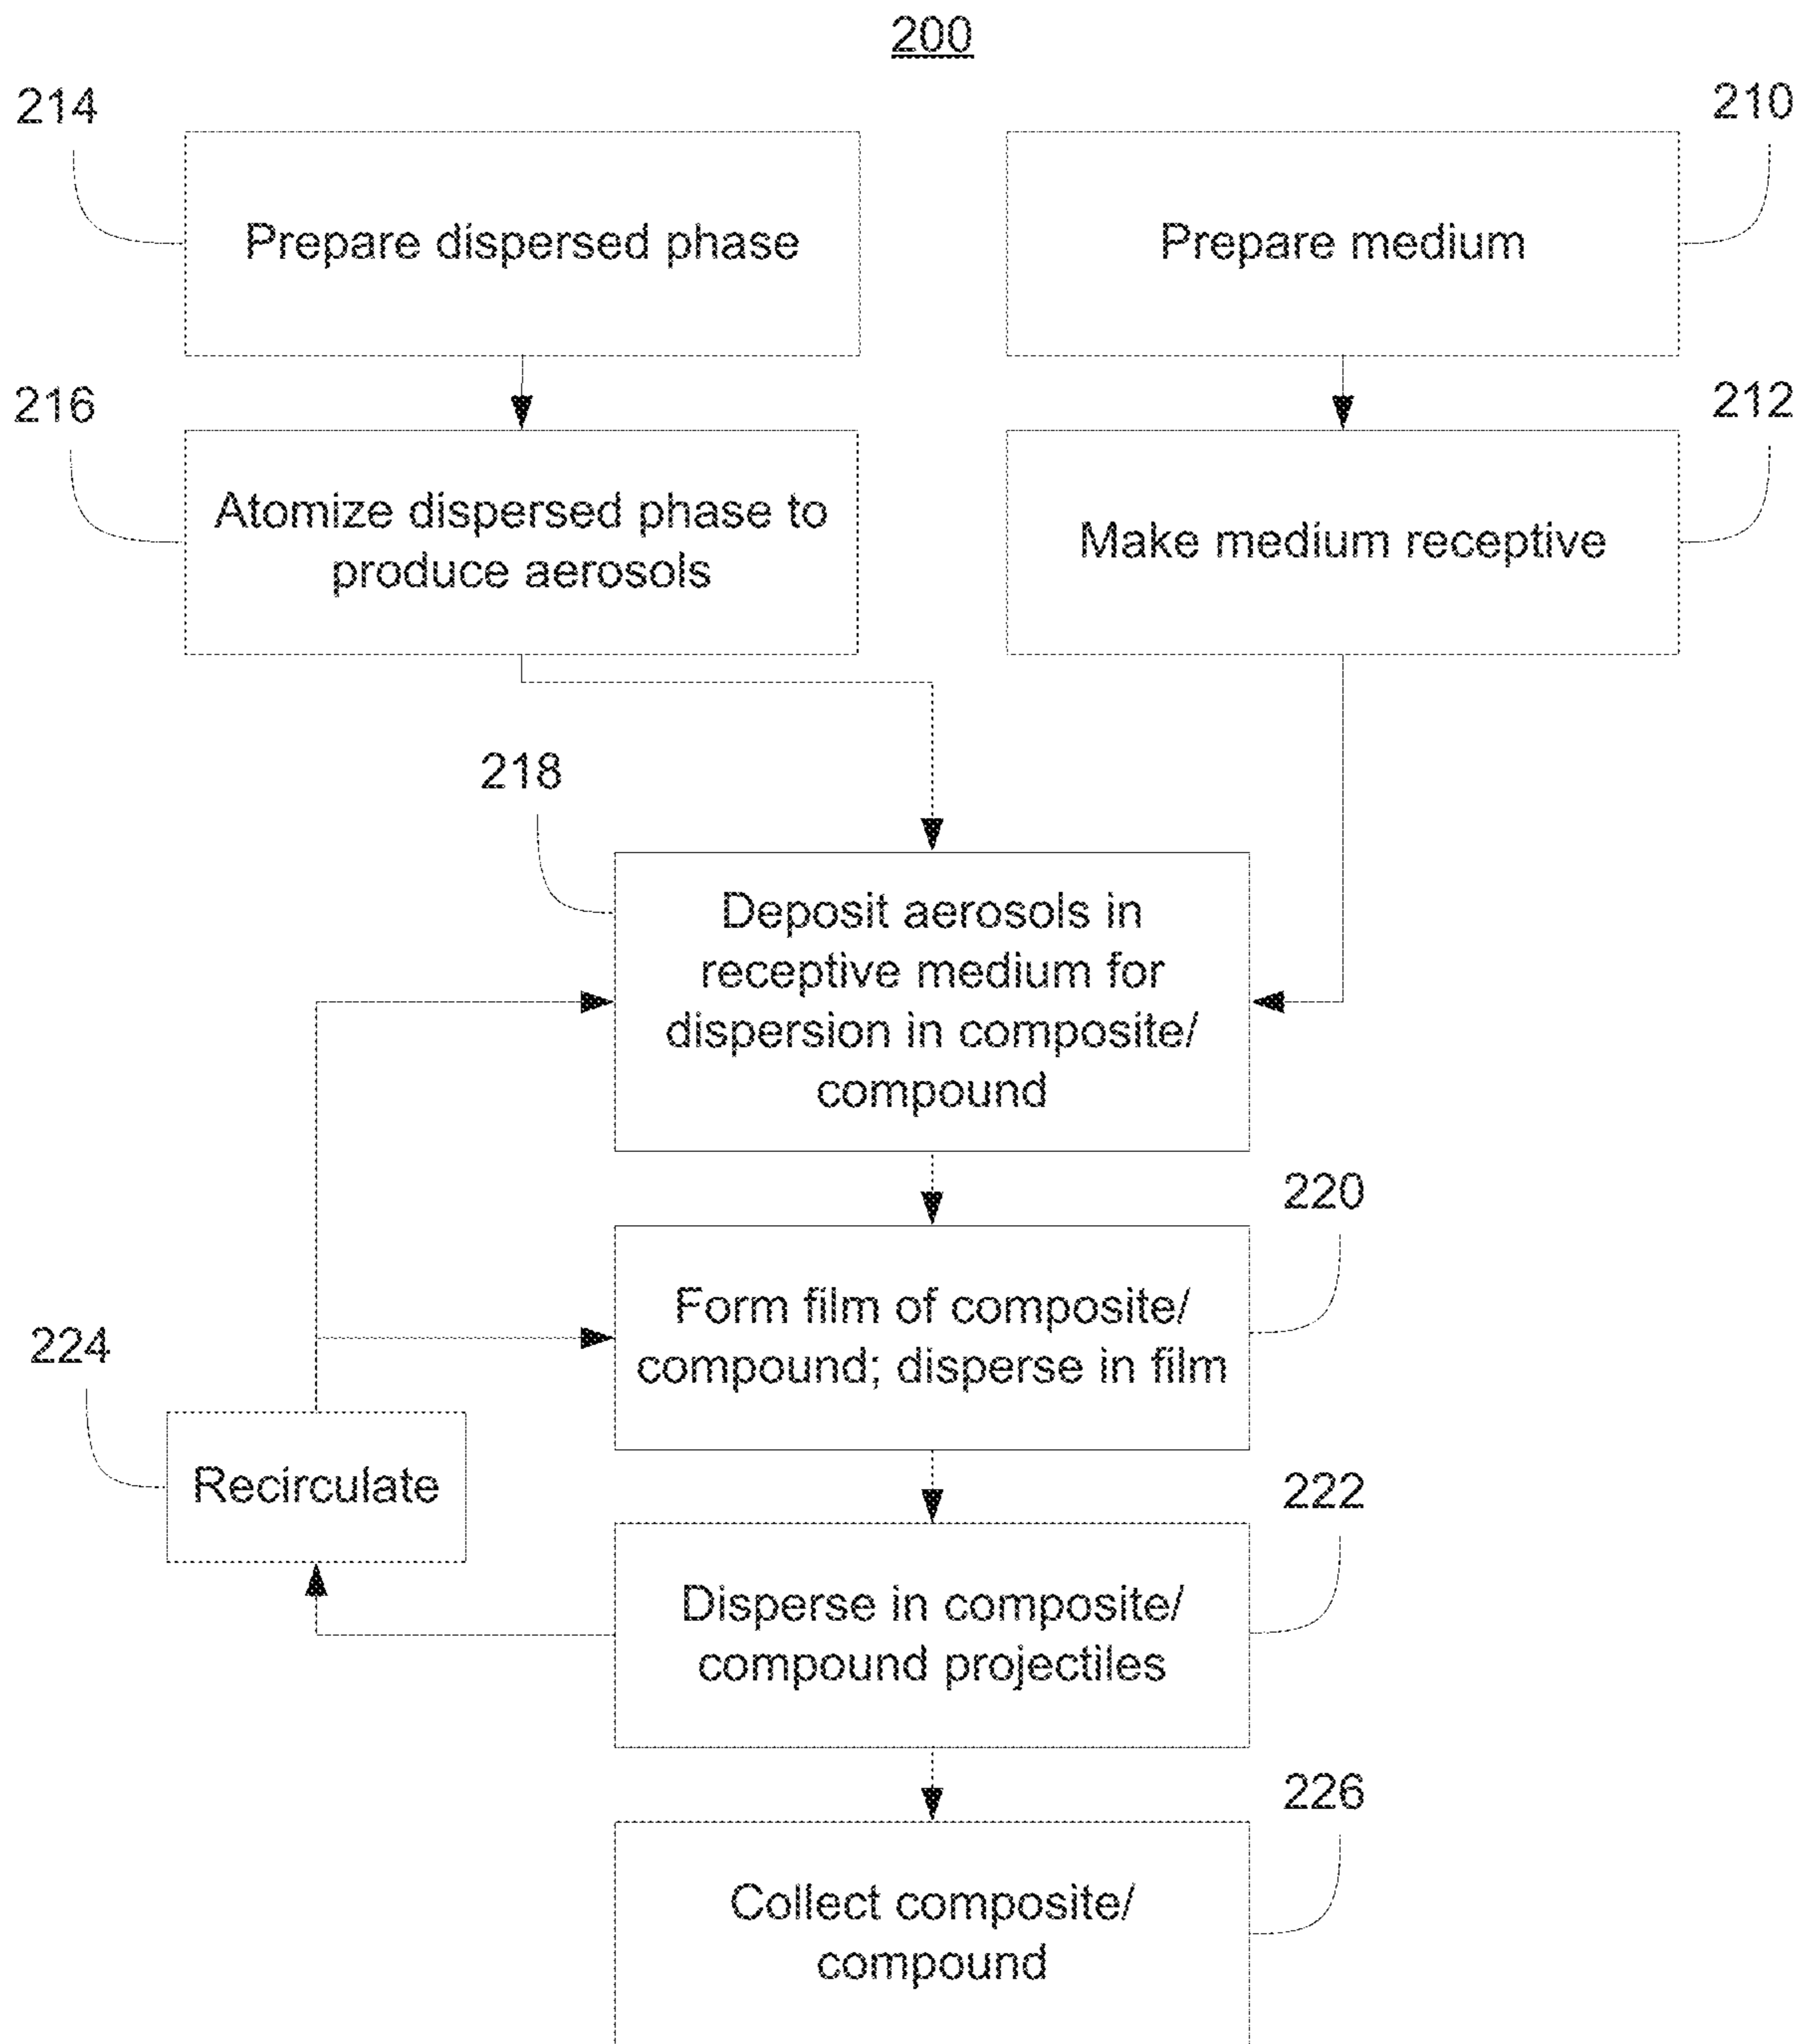 200
214
210
Prepare dispersed phase
Prepare medium
216
212
Atomize dispersed phase to
produce aerosols
Make medium receptive
218
Deposit aerosols in
receptive medium for
dispersion in composite/
compound
220
Form film of composite/
compound; disperse in film
224
Recirculate
222
Disperse in composite/
compound projectiles
226
Collect composite/
compound